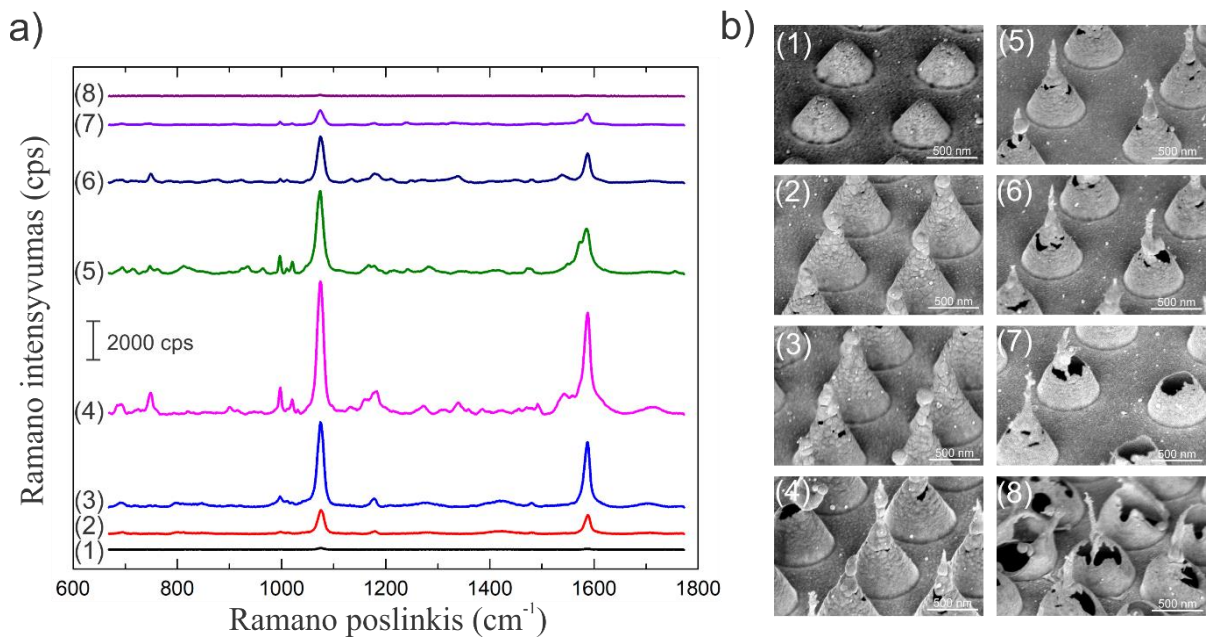 a)
Ramano intensyvumas (cps)
(8)
(7)
(6)
(5)
2000 cps
(4)
(3)
(2)
(1)
600 800 1000 1200 1400 1600 1800
Ramano poslinkis (cm⁻¹)
b)
(1)
500 nm
(2)
500 nm
(3)
500 nm
(4)
500 nm
(5)
500 nm
(6)
500 nm
(7)
500 nm
(8)
500 nm